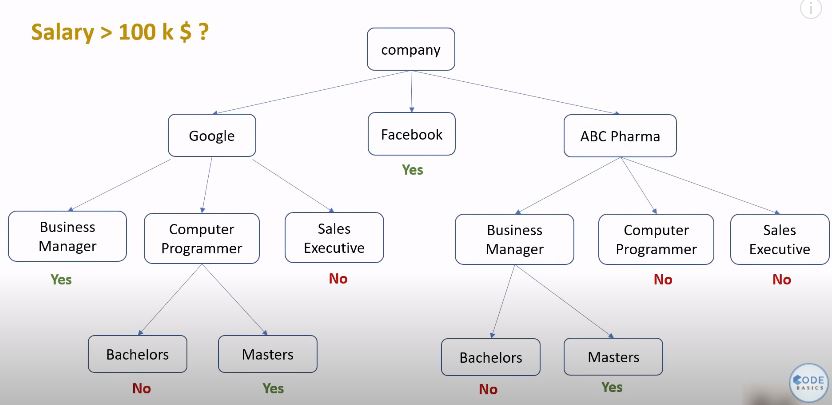 Salary > 100 k $ ?
i
company
Google
Facebook
ABC Pharma
Yes
Business
Manager
Computer
Programmer
Sales
Executive
Business
Manager
Computer
Programmer
Sales
Executive
Yes
No
No
No
Bachelors
Masters
Bachelors
Masters
No
Yes
No
Yes
CODE
BASICS